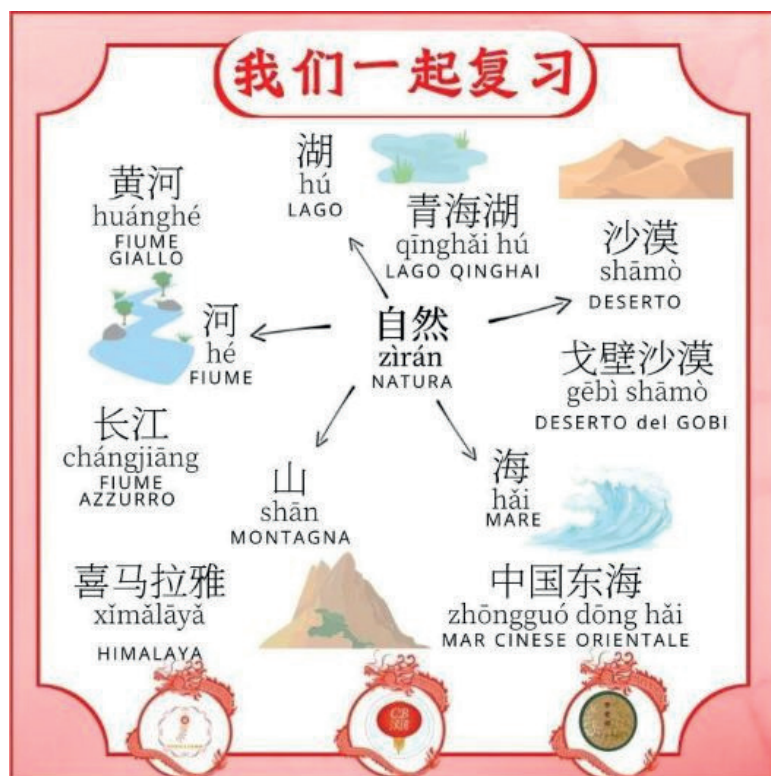 我们一起复习
湖
hú
LAGO
黄河
huánghé
FIUME
GIALLO
青海湖
qīnghǎi hú
LAGO QINGHAI
沙漠
shāmò
DESERTO
河
hé
FIUME
自然
zìrán
NATURA
戈壁沙漠
gēbì shāmò
DESERTO del GOBI
长江
chángjiāng
FIUME
AZZURRO
山
shān
MONTAGNA
海
hǎi
MARE
喜马拉雅
xǐmǎlāyǎ
HIMALAYA
中国东海
zhōngguó dōng hǎi
MAR CINESE ORIENTALE